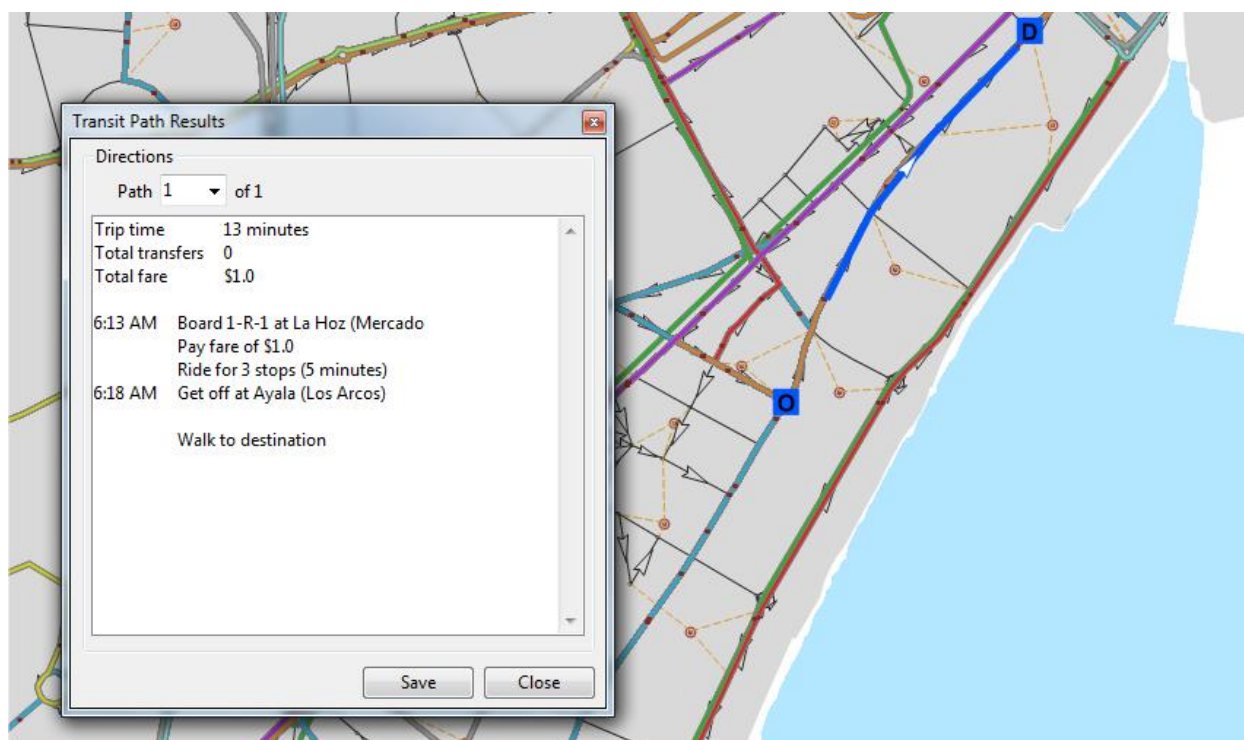 Transit Path Results
Directions
Path 1 of 1
Trip time 13 minutes
Total transfers 0
Total fare $1.0
6:13 AM Board 1-R-1 at La Hoz (Mercado
Pay fare of $1.0
Ride for 3 stops (5 minutes)
6:18 AM Get off at Ayala (Los Arcos)
Walk to destination
Save Close
D
O